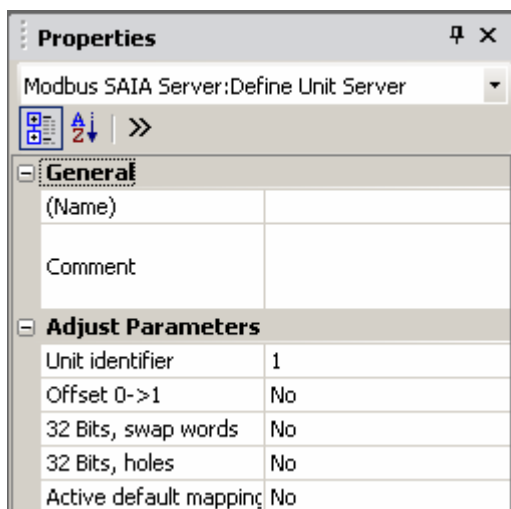 Properties
Modbus SAIA Server:Define Unit Server
General
(Name)
Comment
Adjust Parameters
Unit identifier 1
Offset 0->1 No
32 Bits, swap words No
32 Bits, holes No
Active default mapping No